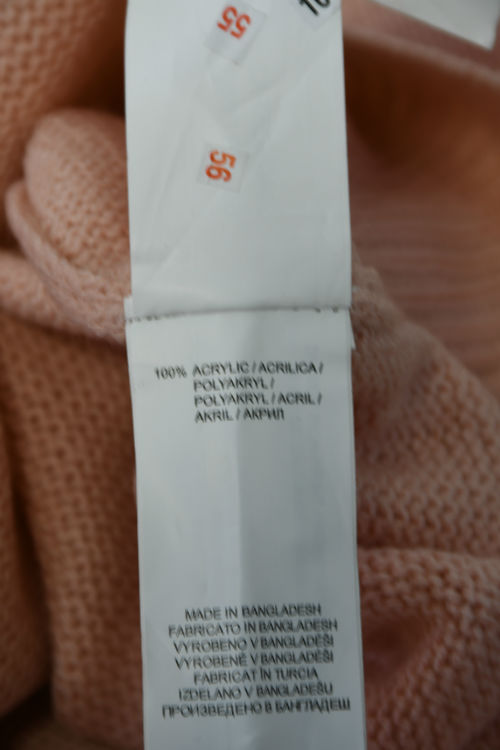 55
56
100% ACRYLIC / ACRILICA /
POLYAKRYL /
POLYAKRYL / ACRIL /
AKRIL / АКРИЛ
MADE IN BANGLADESH
FABRICATO IN BANGLADESH
VYROBENO V BANGLADÉŠI
VYROBENÉ V BANGLADÉŠI
FABRICAT ÎN TURCIA
IZDELANO V BANGLADEŠU
ПРОИЗВЕДЕНО В БАНГЛАДЕШ